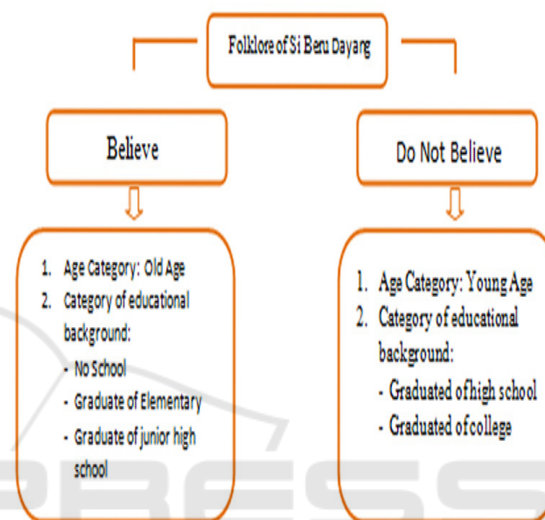 Folklore of Si Beru Dayang
Believe
Do Not Believe
1. Age Category: Old Age
2. Category of educational
background:
- No School
- Graduate of Elementary
- Graduate of junior high
school
1. Age Category: Young Age
2. Category of educational
background:
- Graduated of high school
- Graduated of college
PRESS